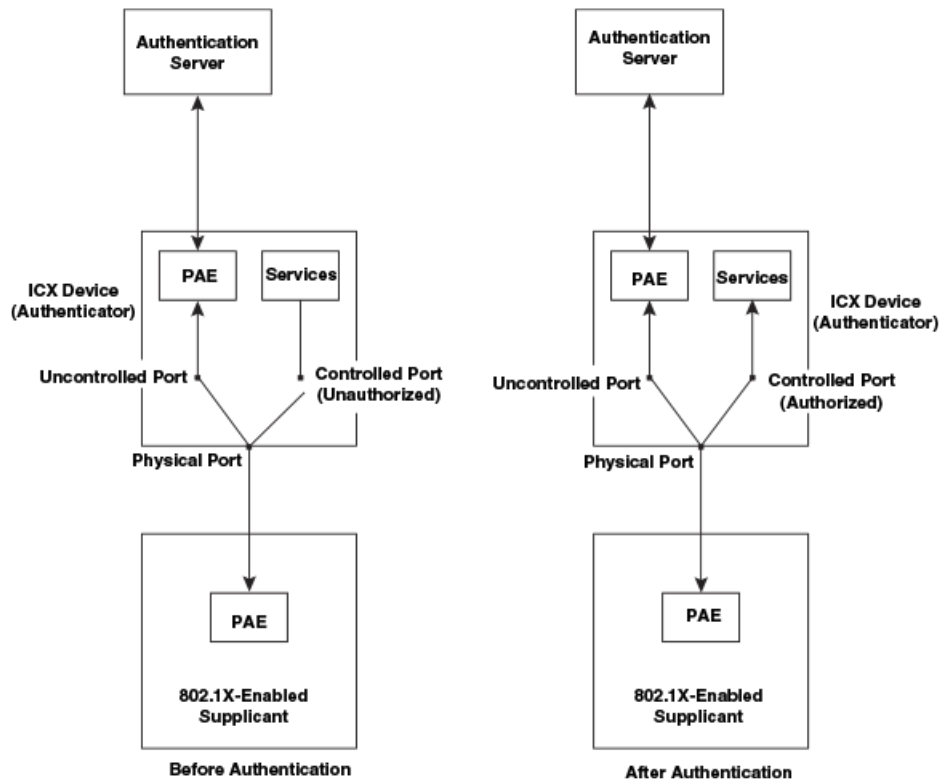 Authentication
Server
PAE
Services
ICX Device
(Authenticator)
Uncontrolled Port
Controlled Port
(Unauthorized)
Physical Port
PAE
802.1X-Enabled
Supplicant
Before Authentication
Authentication
Server
PAE
Services
ICX Device
(Authenticator)
Uncontrolled Port
Controlled Port
(Authorized)
Physical Port
PAE
802.1X-Enabled
Supplicant
After Authentication